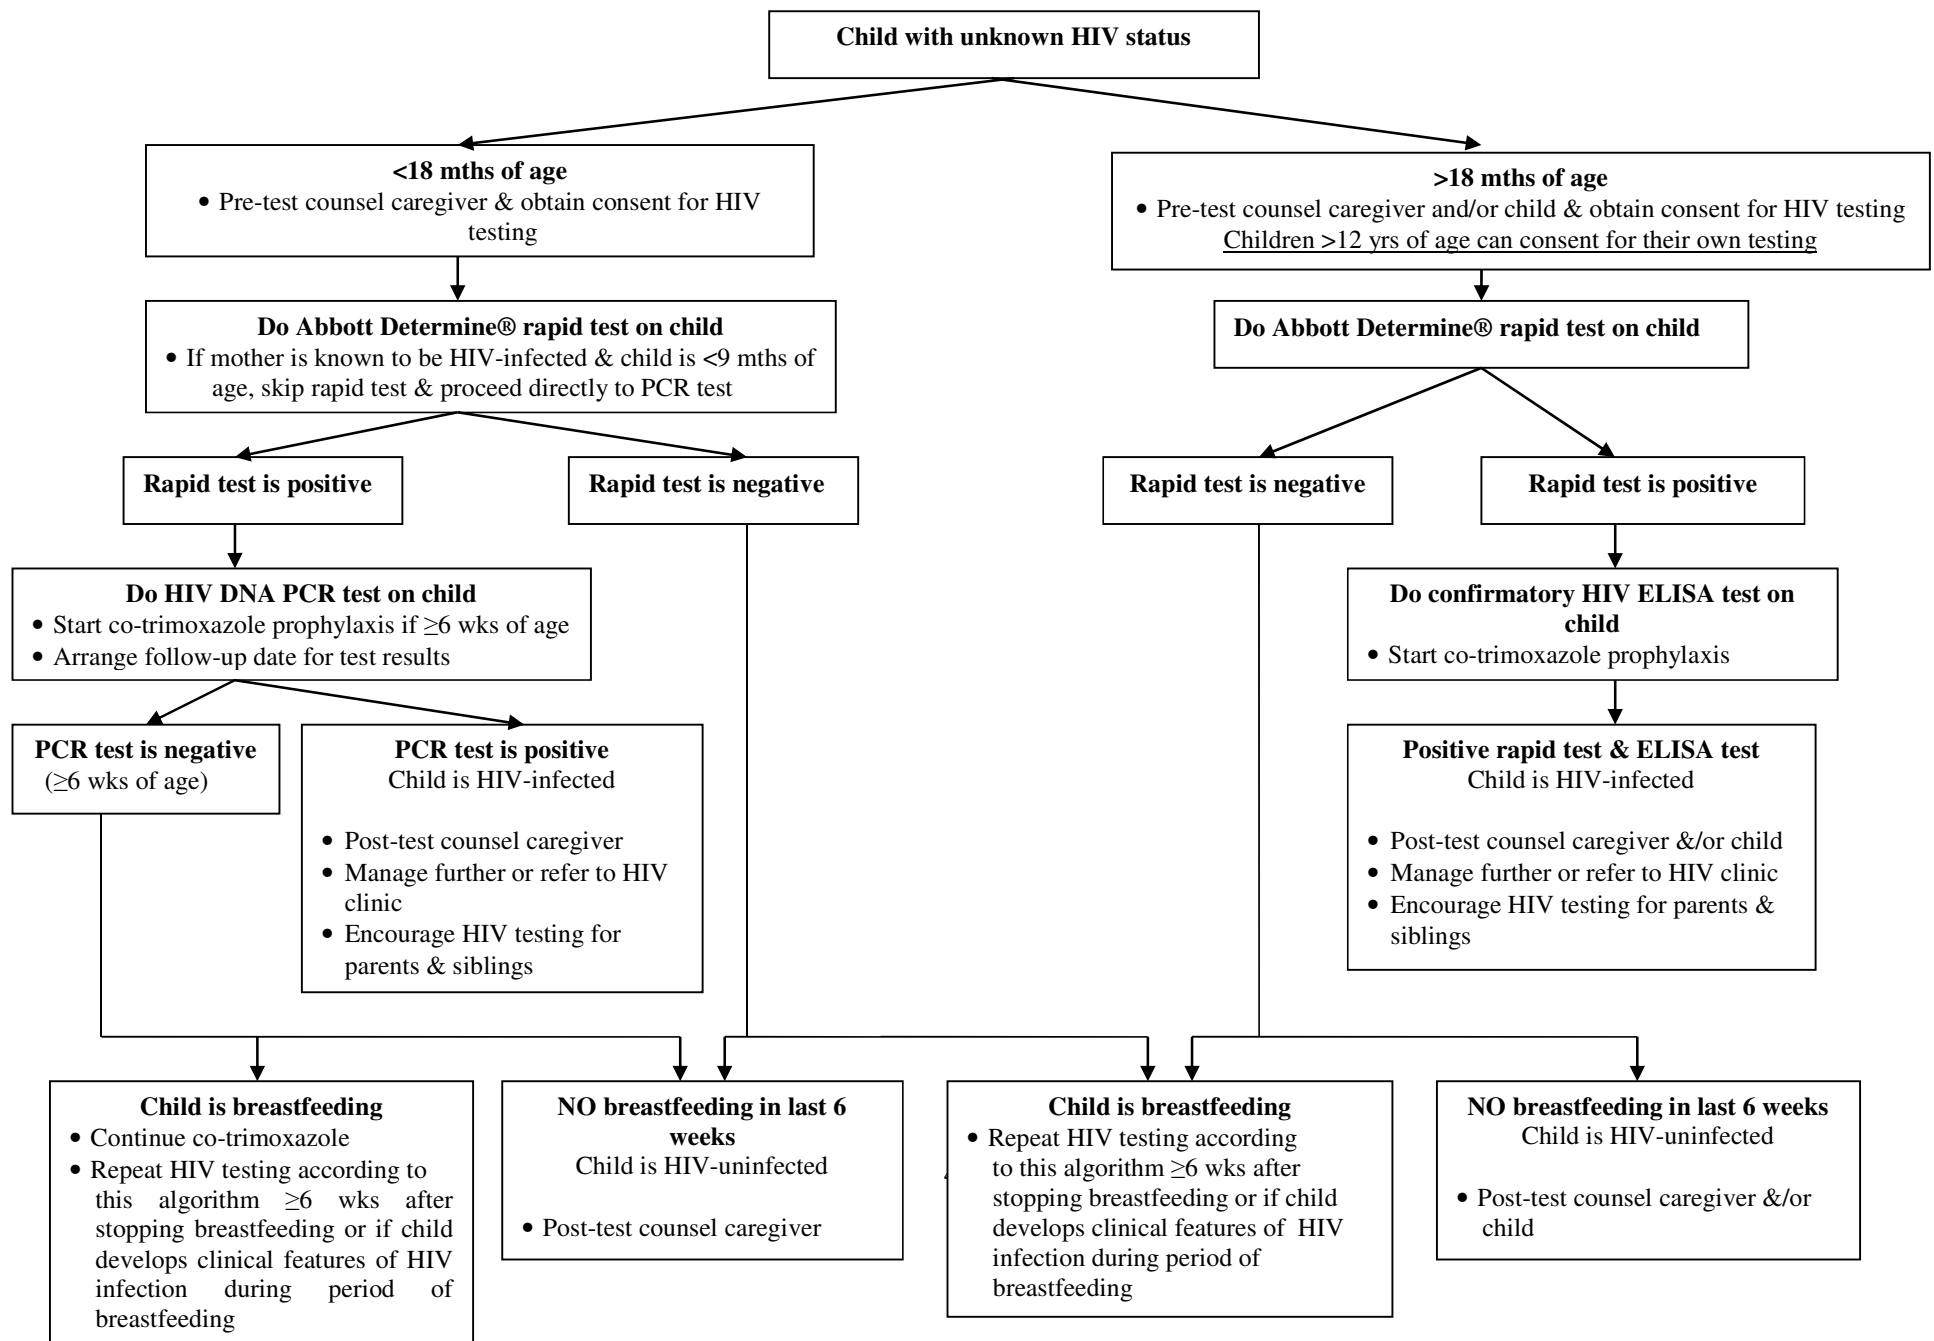 Child with unknown HIV status
<18 mths of age
• Pre-test counsel caregiver & obtain consent for HIV
testing
>18 mths of age
• Pre-test counsel caregiver and/or child & obtain consent for HIV testing
Children >12 yrs of age can consent for their own testing
Do Abbott Determine® rapid test on child
• If mother is known to be HIV-infected & child is <9 mths of
age, skip rapid test & proceed directly to PCR test
Do Abbott Determine® rapid test on child
Rapid test is positive
Rapid test is negative
Rapid test is negative
Rapid test is positive
Do HIV DNA PCR test on child
• Start co-trimoxazole prophylaxis if ≥6 wks of age
• Arrange follow-up date for test results
Do confirmatory HIV ELISA test on
child
• Start co-trimoxazole prophylaxis
PCR test is negative
(≥6 wks of age)
PCR test is positive
Child is HIV-infected
• Post-test counsel caregiver
• Manage further or refer to HIV
clinic
• Encourage HIV testing for
parents & siblings
Positive rapid test & ELISA test
Child is HIV-infected
• Post-test counsel caregiver &/or child
• Manage further or refer to HIV clinic
• Encourage HIV testing for parents &
siblings
Child is breastfeeding
• Continue co-trimoxazole
• Repeat HIV testing according to
this algorithm ≥6 wks after
stopping breastfeeding or if child
develops clinical features of HIV
infection during period of
breastfeeding
NO breastfeeding in last 6
weeks
Child is HIV-uninfected
• Post-test counsel caregiver
Child is breastfeeding
• Repeat HIV testing according
to this algorithm ≥6 wks after
stopping breastfeeding or if child
develops clinical features of HIV
infection during period of
breastfeeding
NO breastfeeding in last 6 weeks
Child is HIV-uninfected
• Post-test counsel caregiver &/or
child